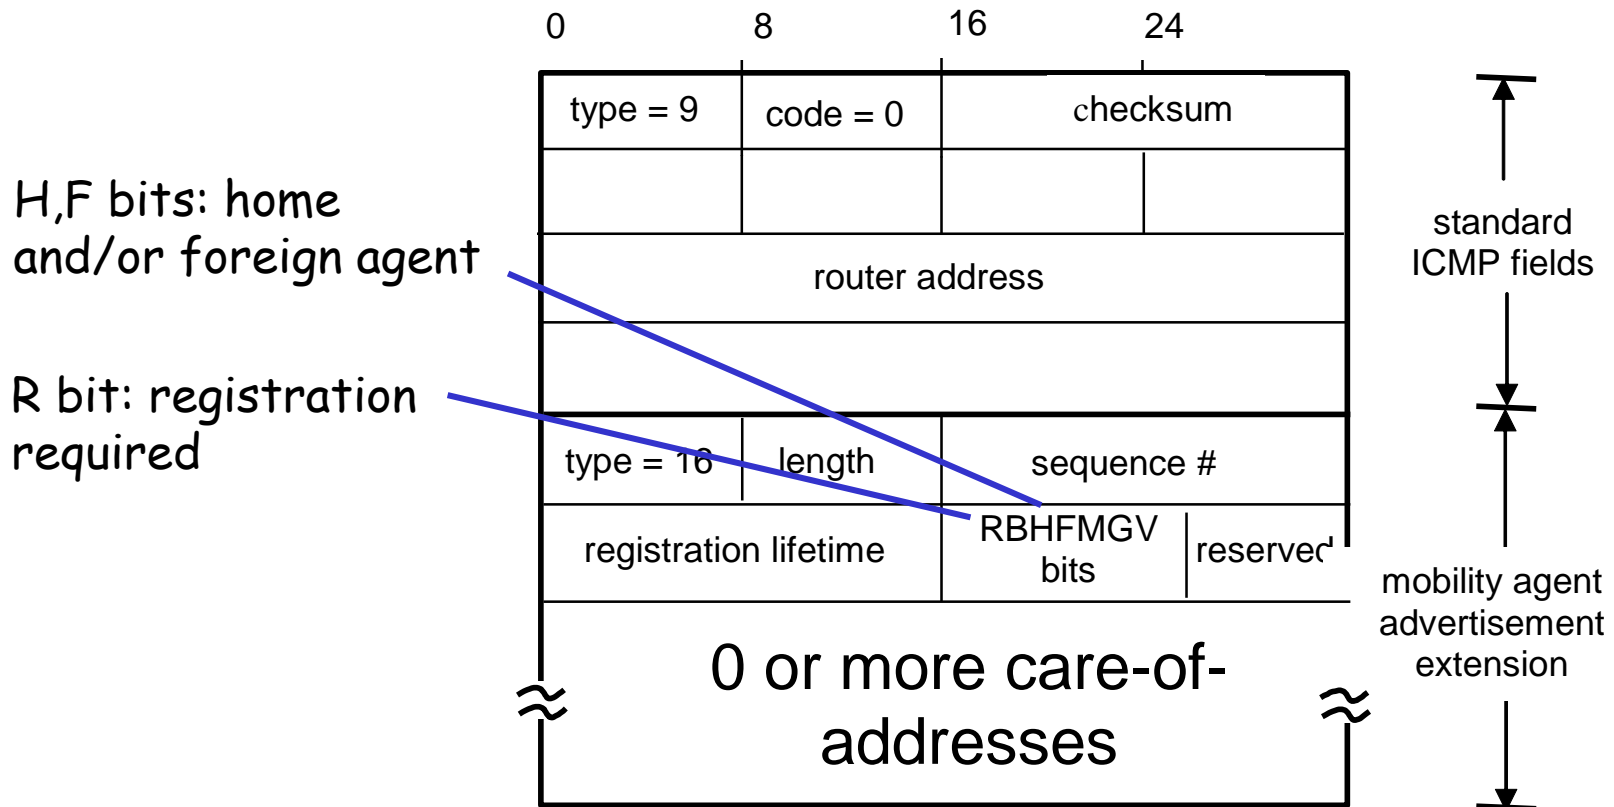 0 8 16 24
type = 9 code = 0 checksum
H,F bits: home
and/or foreign agent
standard
ICMP fields
router address
R bit: registration
required
type = 16 length sequence #
registration lifetime
RBHFMGV
bits
reserved
mobility agent
advertisement
extension
0 or more care-of-
addresses